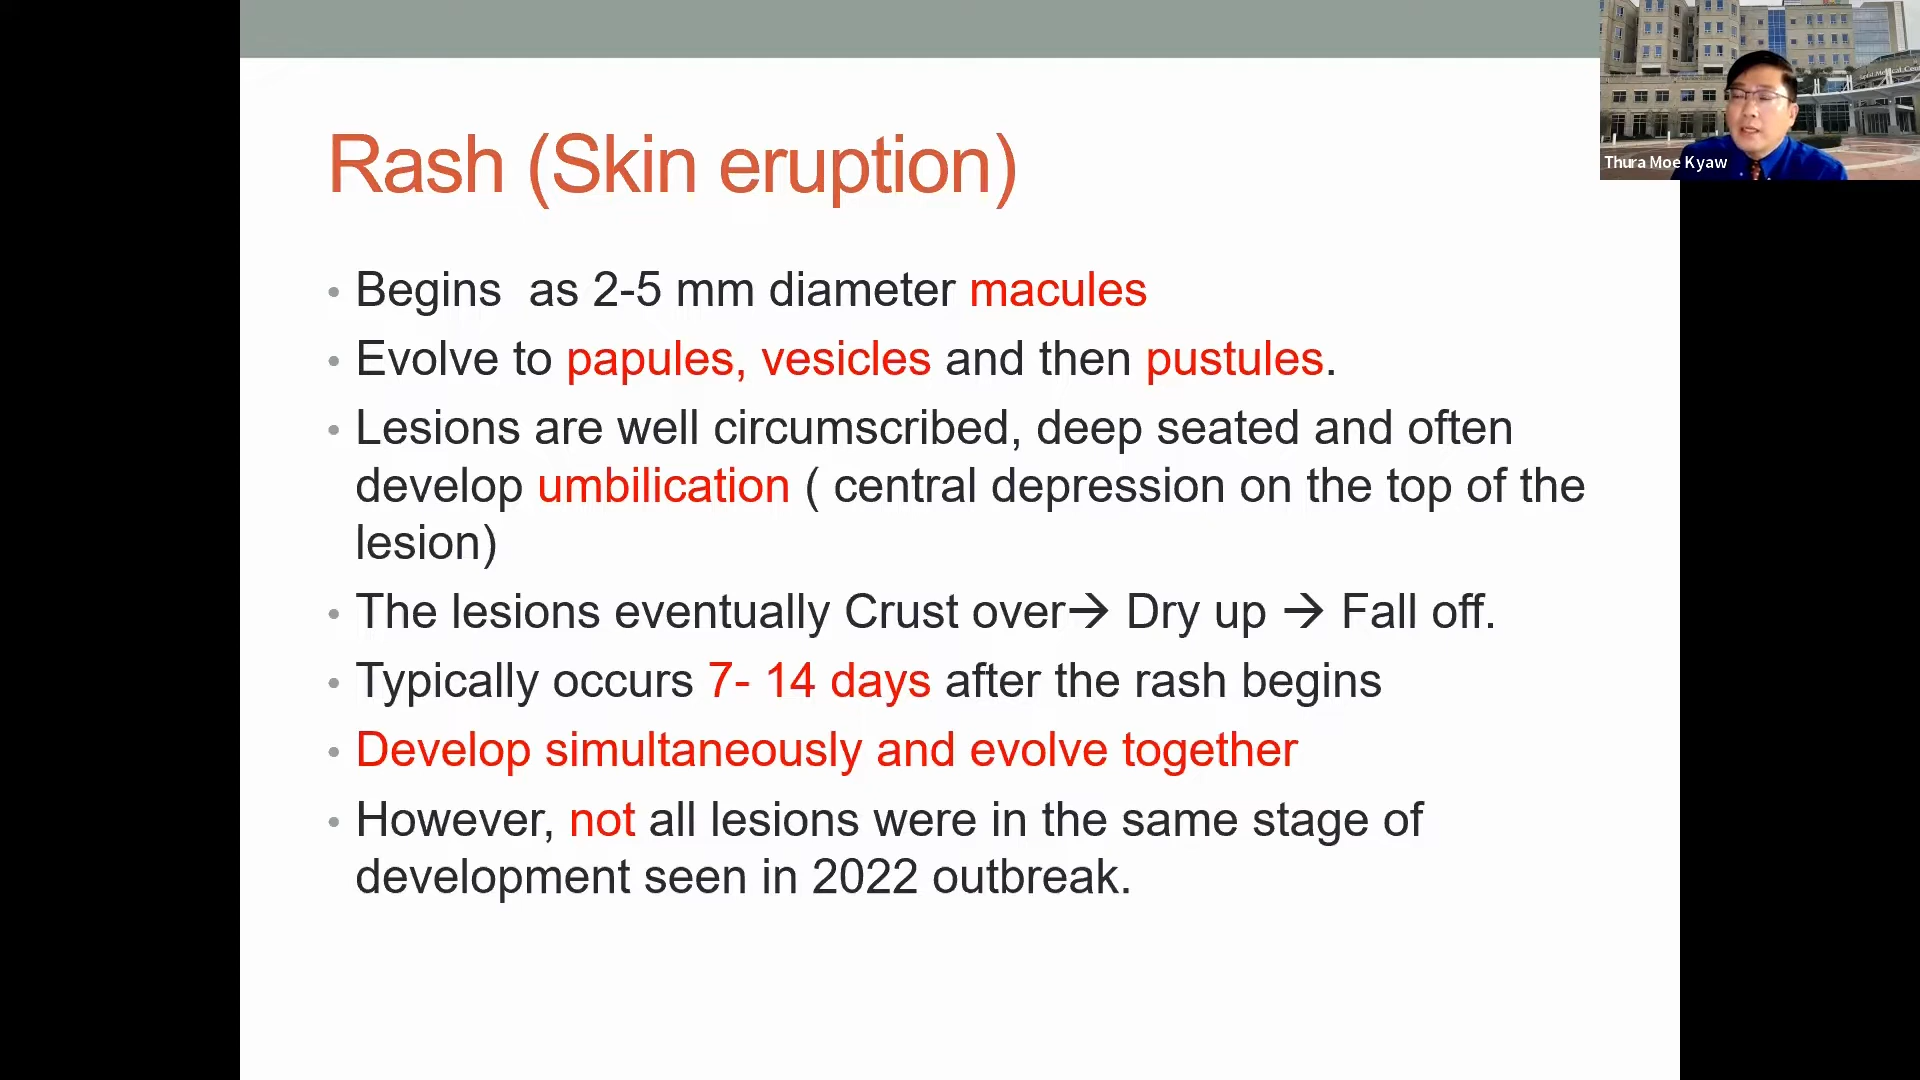 Rash (Skin eruption)
• Begins  as 2-5 mm diameter macules
• Evolve to papules, vesicles and then pustules.
• Lesions are well circumscribed, deep seated and often
develop umbilication ( central depression on the top of the
lesion)
• The lesions eventually Crust over→ Dry up → Fall off.
• Typically occurs 7- 14 days after the rash begins
• Develop simultaneously and evolve together
• However, not all lesions were in the same stage of
development seen in 2022 outbreak.
Thura Moe Kyaw